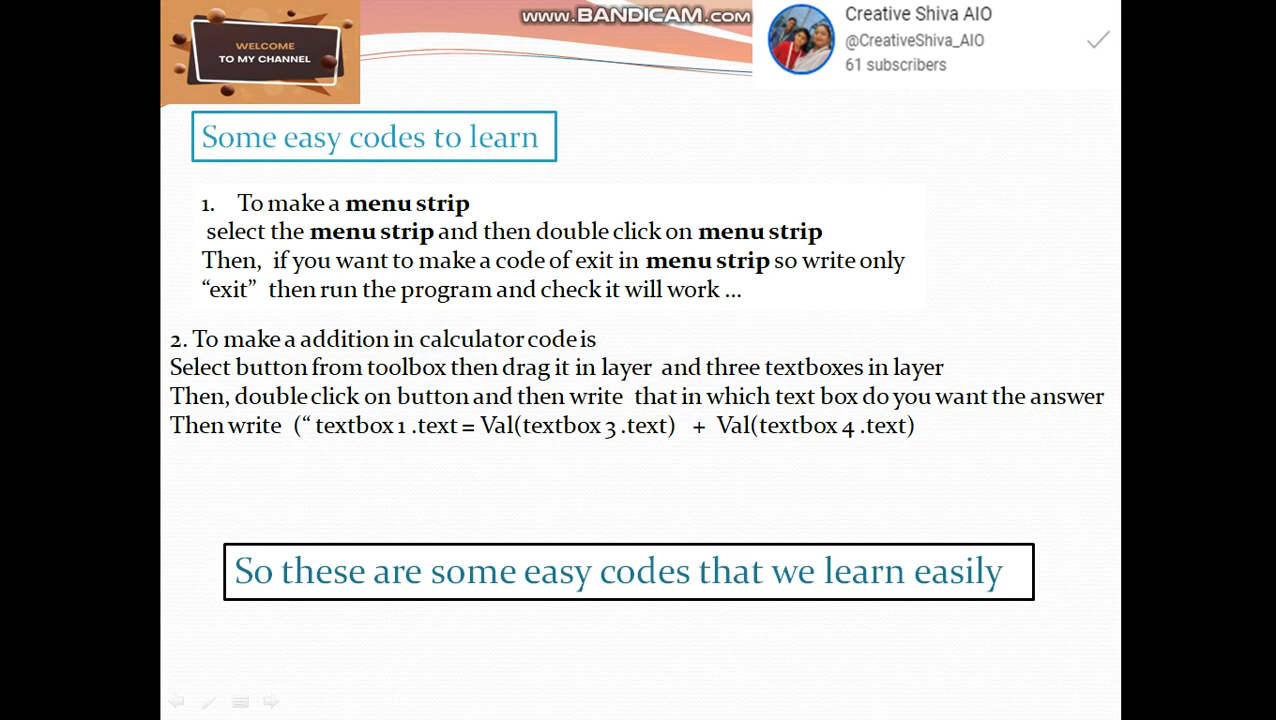 WELCOME
TO MY CHANNEL
www.BANDICAM.com
Creative Shiva AIO
@CreativeShiva_AIO
61 subscribers
Some easy codes to learn
1. To make a menu strip
select the menu strip and then double click on menu strip
Then, if you want to make a code of exit in menu strip so write only
“exit” then run the program and check it will work ...
2. To make a addition in calculator code is
Select button from toolbox then drag it in layer and three textboxes in layer
Then, double click on button and then write that in which text box do you want the answer
Then write (“ textbox 1 .text = Val(textbox 3 .text) + Val(textbox 4 .text)
So these are some easy codes that we learn easily